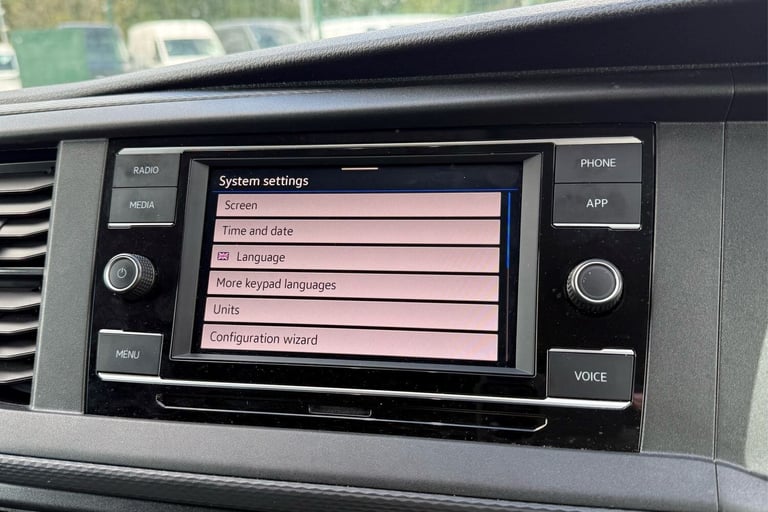 RADIO
MEDIA
MENU
System settings
Screen
Time and date
Language
More keypad languages
Units
Configuration wizard
PHONE
APP
VOICE